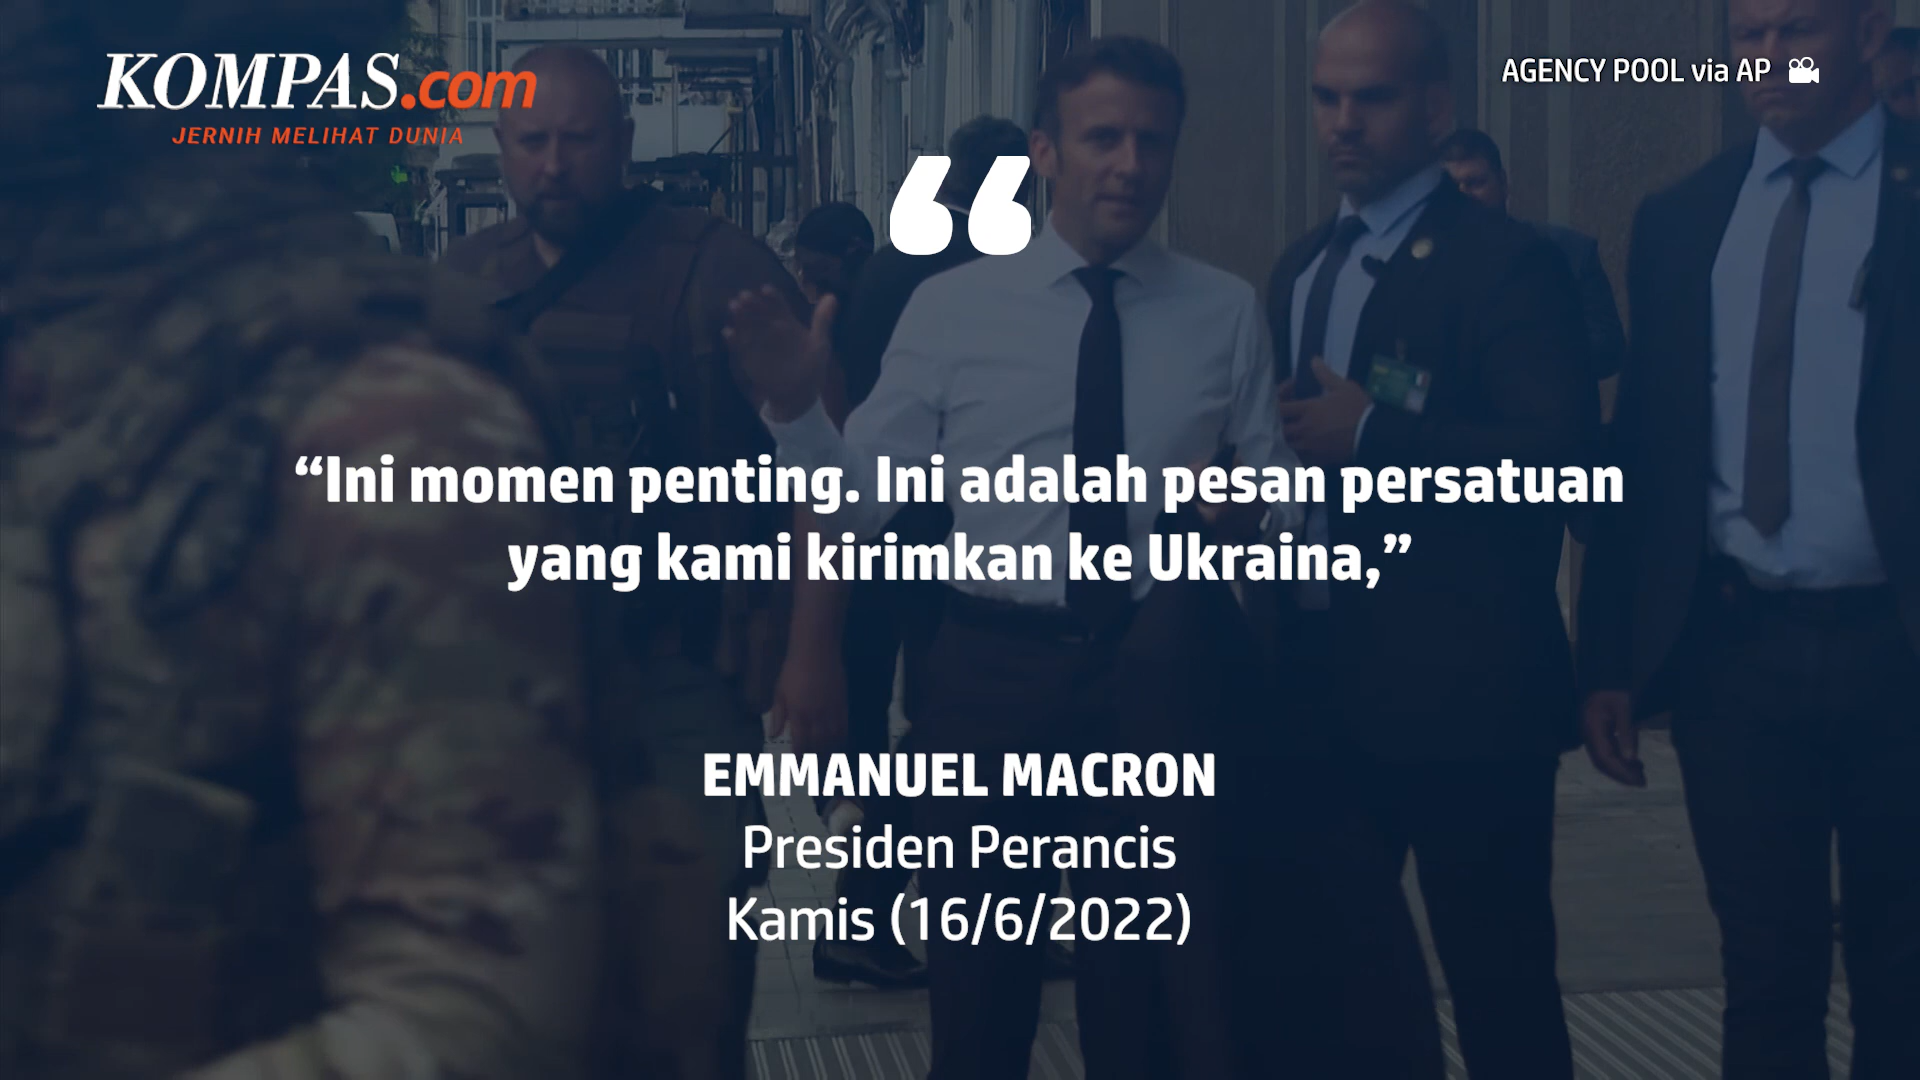 KOMPAS.com
JERNIH MELIHAT DUNIA
AGENCY POOL via AP
“Ini momen penting. Ini adalah pesan persatuan
yang kami kirimkan ke Ukraina,”
EMMANUEL MACRON
Presiden Perancis
Kamis (16/6/2022)